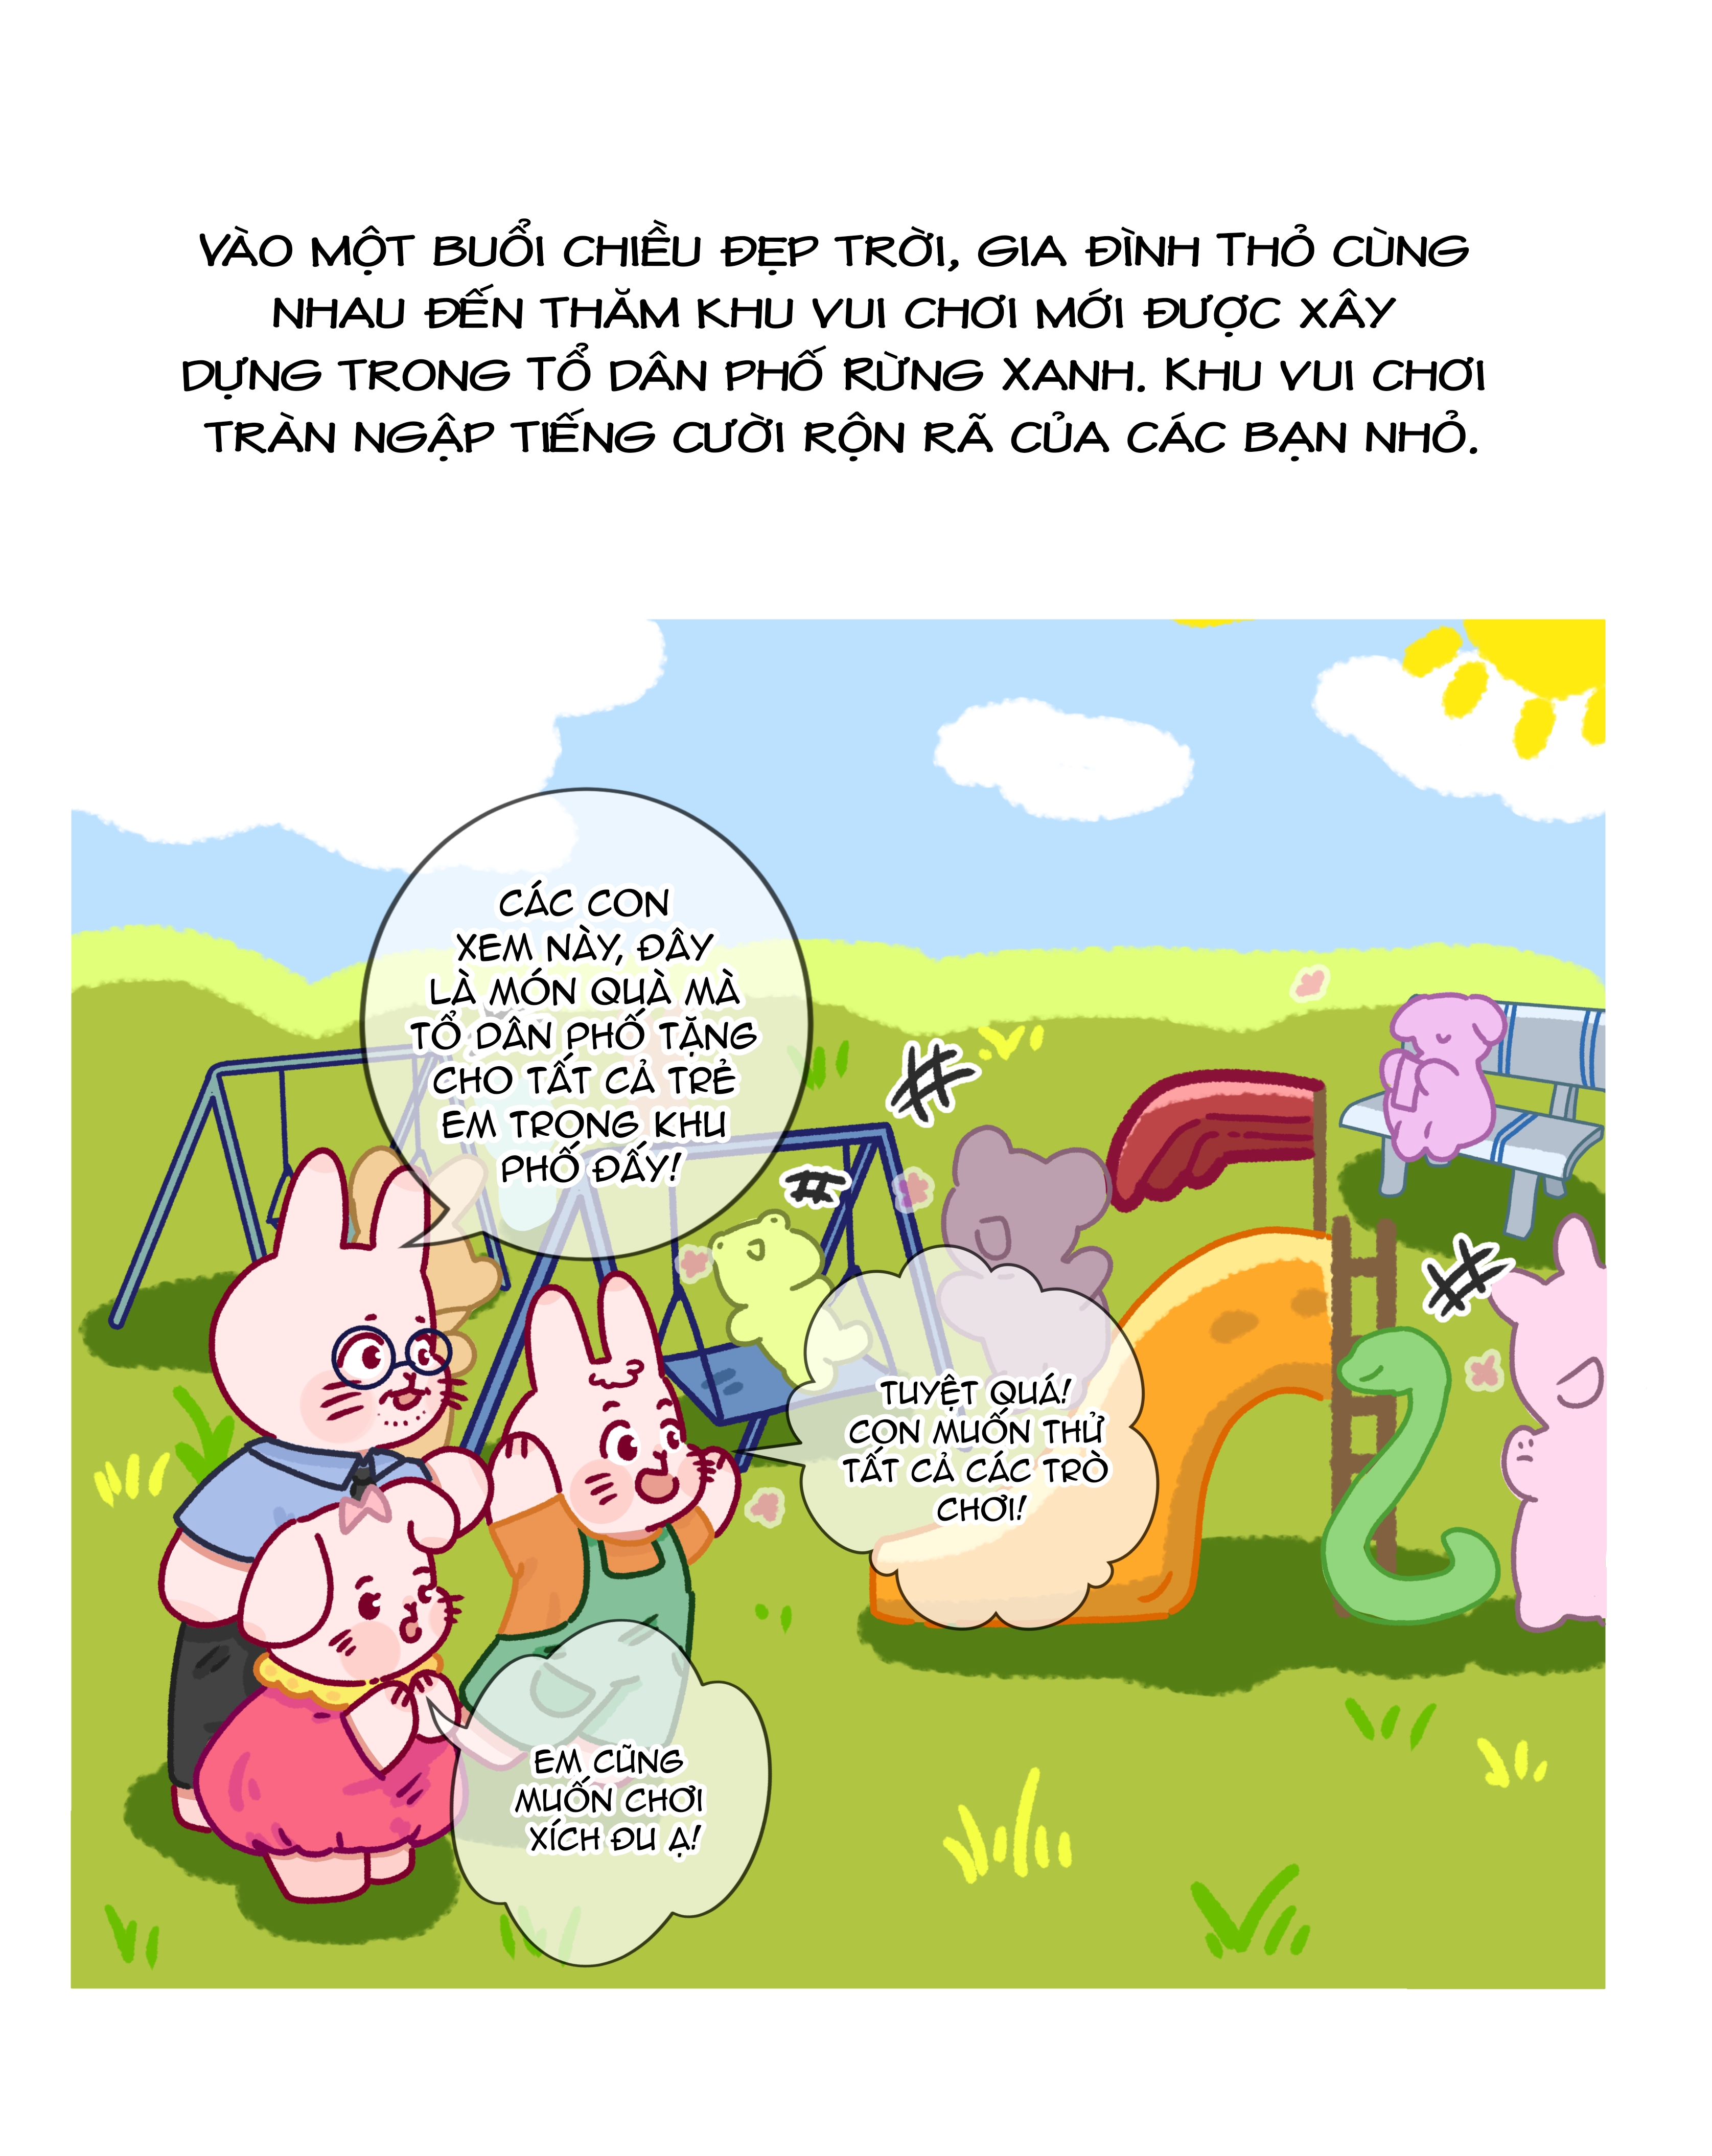 VÀO MỘT BUỔI CHIỀU ĐẸP TRỜI, GIA ĐÌNH THỎ CÙNG
NHAU ĐẾN THĂM KHU VUI CHƠI MỚI ĐƯỢC XÂY
DỰNG TRONG TỔ DÂN PHỐ RỪNG XANH. KHU VUI CHƠI
TRÀN NGẬP TIẾNG CƯỜI RỘN RÃ CỦA CÁC BẠN NHỎ.
CÁC CON
XEM NÀY, ĐÂY
LÀ MÓN QUÀ MÀ
TỔ DÂN PHỐ TẶNG
CHO TẤT CẢ TRẺ
EM TRONG KHU
PHỐ ĐẤY!
TUYỆT QUÁ!
CON MUỐN THỬ
TẤT CẢ CÁC TRÒ
CHƠI!
EM CŨNG
MUỐN CHƠI
XÍCH ĐU Ạ!